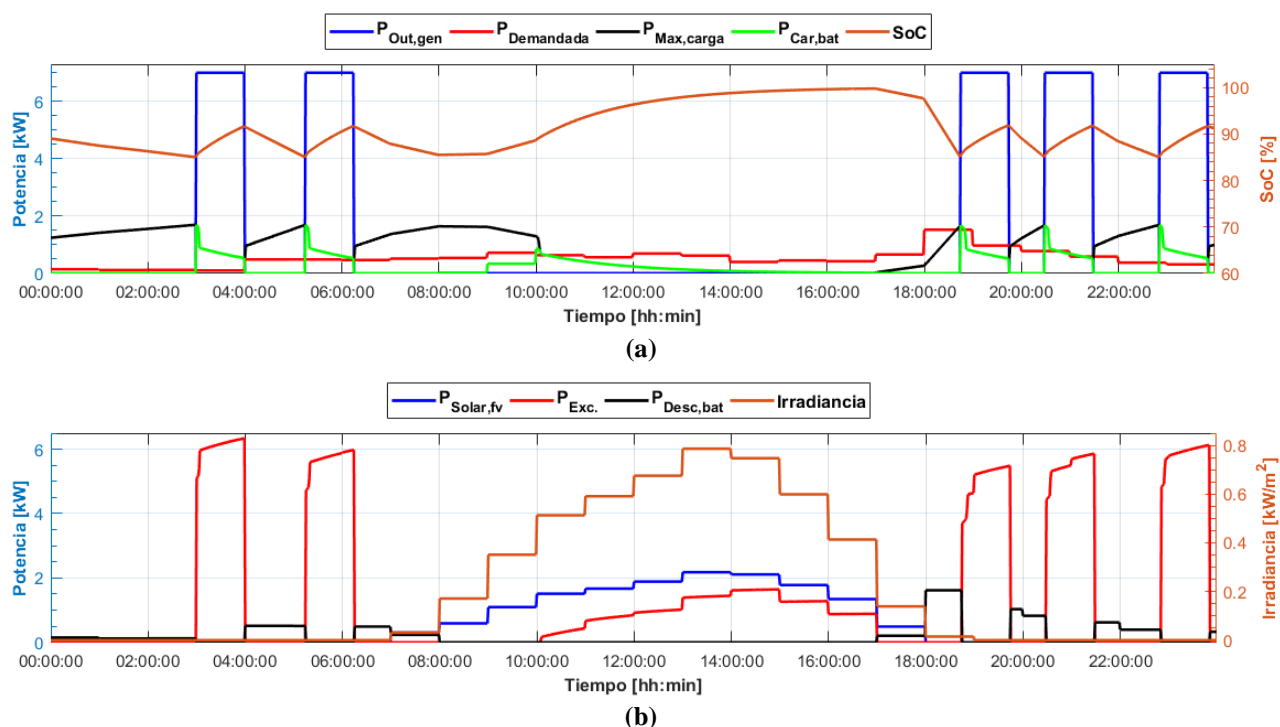 P_Out,gen P_Demandada P_Max,carga P_Car,bat SoC
Potencia [kW]
6
4
2
0
100
90
80
70
60
SoC [%]
00:00:00 02:00:00 04:00:00 06:00:00 08:00:00 10:00:00 12:00:00 14:00:00 16:00:00 18:00:00 20:00:00 22:00:00
Tiempo [hh:min]
(a)
P_Solar,fv P_Exc. P_Desc,bat Irradiancia
Potencia [kW]
6
4
2
0
0.8
0.6
0.4
0.2
0
Irradiancia [kW/m²]
00:00:00 02:00:00 04:00:00 06:00:00 08:00:00 10:00:00 12:00:00 14:00:00 16:00:00 18:00:00 20:00:00 22:00:00
Tiempo [hh:min]
(b)